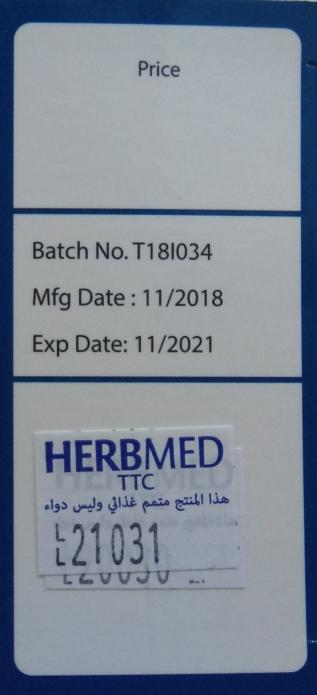 Price
Batch No. T18I034
Mfg Date : 11/2018
Exp Date: 11/2021
HERBMED
TTC
هذا المنتج متمم غذائي وليس دواء
21031